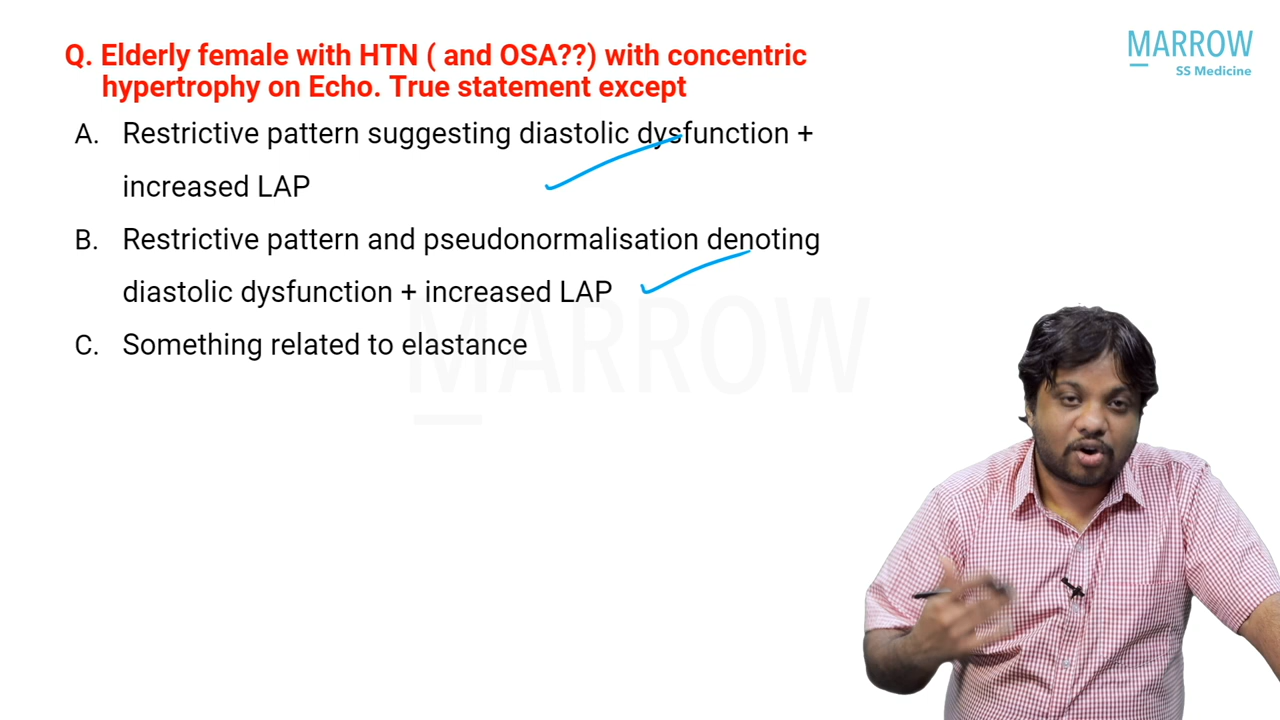 Q. Elderly female with HTN ( and OSA??) with concentric
hypertrophy on Echo. True statement except
MARROW
SS Medicine
A. Restrictive pattern suggesting diastolic dysfunction +
increased LAP
B. Restrictive pattern and pseudonormalisation denoting
diastolic dysfunction + increased LAP
C. Something related to elastance
MARROW